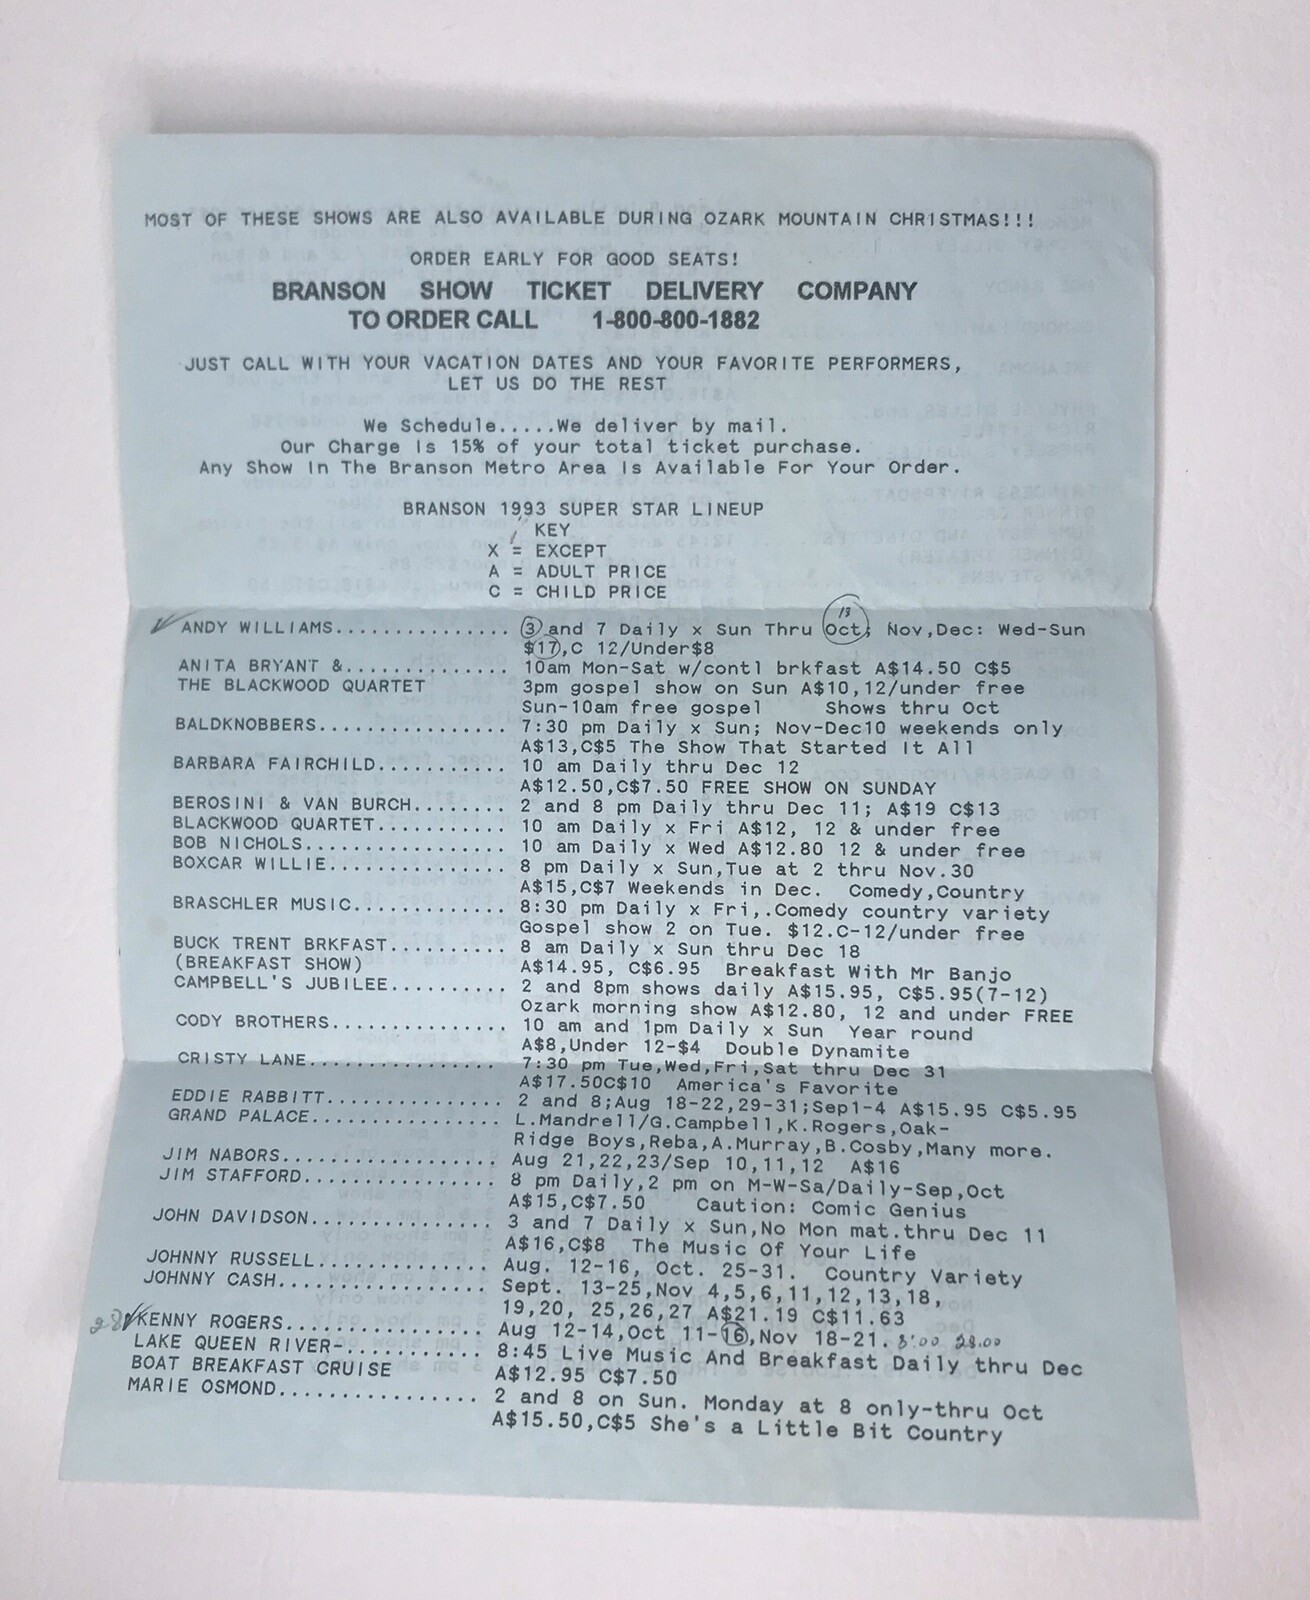 MOST OF THESE SHOWS ARE ALSO AVAILABLE DURING OZARK MOUNTAIN CHRISTMAS!!!
ORDER EARLY FOR GOOD SEATS!
BRANSON SHOW TICKET DELIVERY COMPANY
TO ORDER CALL 1-800-800-1882
JUST CALL WITH YOUR VACATION DATES AND YOUR FAVORITE PERFORMERS,
LET US DO THE REST
We Schedule.....We deliver by mail.
Our Charge Is 15% of your total ticket purchase.
Any Show In The Branson Metro Area Is Available For Your Order.
BRANSON 1993 SUPER STAR LINEUP
KEY
X = EXCEPT
A = ADULT PRICE
C = CHILD PRICE
13
ANDY WILLIAMS............... 3 and 7 Daily x Sun Thru Oct; Nov,Dec: Wed-Sun
$17,C 12/Under$8
ANITA BRYANT &.............. 10am Mon-Sat w/contl brkfast A$14.50 C$5
THE BLACKWOOD QUARTET 3pm gospel show on Sun A$10,12/under free
Sun-10am free gospel Shows thru Oct
BALDKNOBBERS................ 7:30 pm Daily x Sun; Nov-Dec10 weekends only
A$13,C$5 The Show That Started It All
BARBARA FAIRCHILD........... 10 am Daily thru Dec 12
A$12.50,C$7.50 FREE SHOW ON SUNDAY
BEROSINI & VAN BURCH........ 2 and 8 pm Daily thru Dec 11; A$19 C$13
BLACKWOOD QUARTET........... 10 am Daily x Fri A$12, 12 & under free
BOB NICHOLS................. 10 am Daily x Wed A$12.80 12 & under free
BOXCAR WILLIE............... 8 pm Daily x Sun,Tue at 2 thru Nov.30
A$15,C$7 Weekends in Dec. Comedy,Country
BRASCHLER MUSIC............. 8:30 pm Daily x Fri,.Comedy country variety
Gospel show 2 on Tue. $12.C-12/under free
BUCK TRENT BRKFAST.......... 8 am Daily x Sun thru Dec 18
(BREAKFAST SHOW) A$14.95, C$6.95 Breakfast With Mr Banjo
CAMPBELL'S JUBILEE.......... 2 and 8pm shows daily A$15.95, C$5.95(7-12)
Ozark morning show A$12.80, 12 and under FREE
CODY BROTHERS............... 10 am and 1pm Daily x Sun Year round
A$8,Under 12-$4 Double Dynamite
CRISTY LANE................. 7:30 pm Tue,Wed,Fri,Sat thru Dec 31
A$17.50C$10 America's Favorite
EDDIE RABBITT............... 2 and 8;Aug 18-22,29-31;Sep1-4 A$15.95 C$5.95
GRAND PALACE................ L.Mandrell/G.Campbell,K.Rogers,Oak-
Ridge Boys,Reba,A.Murray,B.Cosby,Many more.
JIM NABORS.................. Aug 21,22,23/Sep 10,11,12 A$16
JIM STAFFORD................ 8 pm Daily,2 pm on M-W-Sa/Daily-Sep,Oct
A$15,C$7.50 Caution: Comic Genius
JOHN DAVIDSON............... 3 and 7 Daily x Sun,No Mon mat.thru Dec 11
A$16,C$8 The Music Of Your Life
JOHNNY RUSSELL.............. Aug. 12-16, Oct. 25-31. Country Variety
JOHNNY CASH................. Sept. 13-25,Nov 4,5,6,11,12,13,18,
19,20, 25,26,27 A$21.19 C$11.63
KENNY ROGERS................ Aug 12-14,Oct 11-16,Nov 18-21. 8:00 28.00
LAKE QUEEN RIVER-........... 8:45 Live Music And Breakfast Daily thru Dec
BOAT BREAKFAST CRUISE A$12.95 C$7.50
MARIE OSMOND................ 2 and 8 on Sun. Monday at 8 only-thru Oct
A$15.50,C$5 She's a Little Bit Country